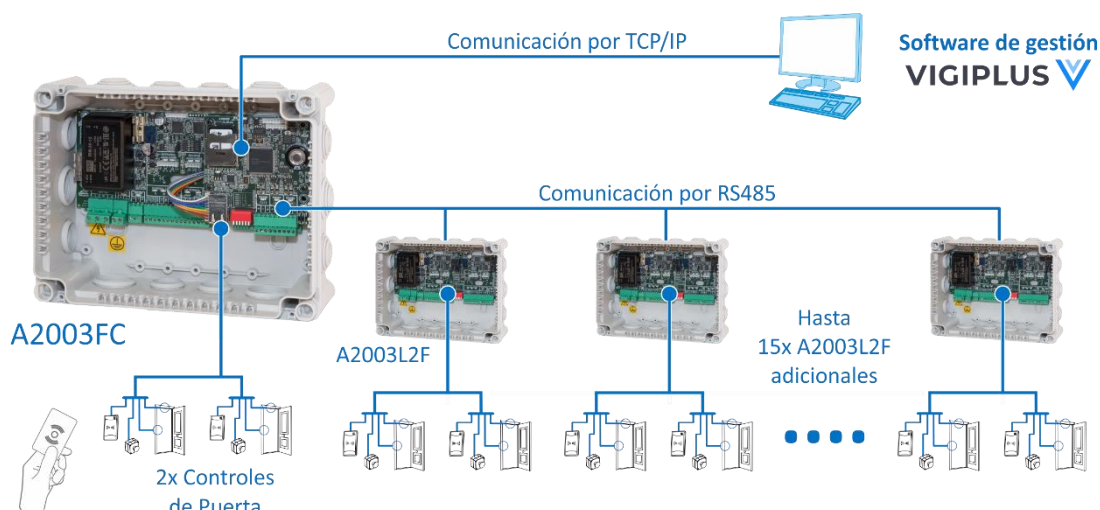 Comunicación por TCP/IP
Software de gestión
VIGIPLUS
Comunicación por RS485
A2003FC
A2003L2F
Hasta
15x A2003L2F
adicionales
2x Controles
de Puerta